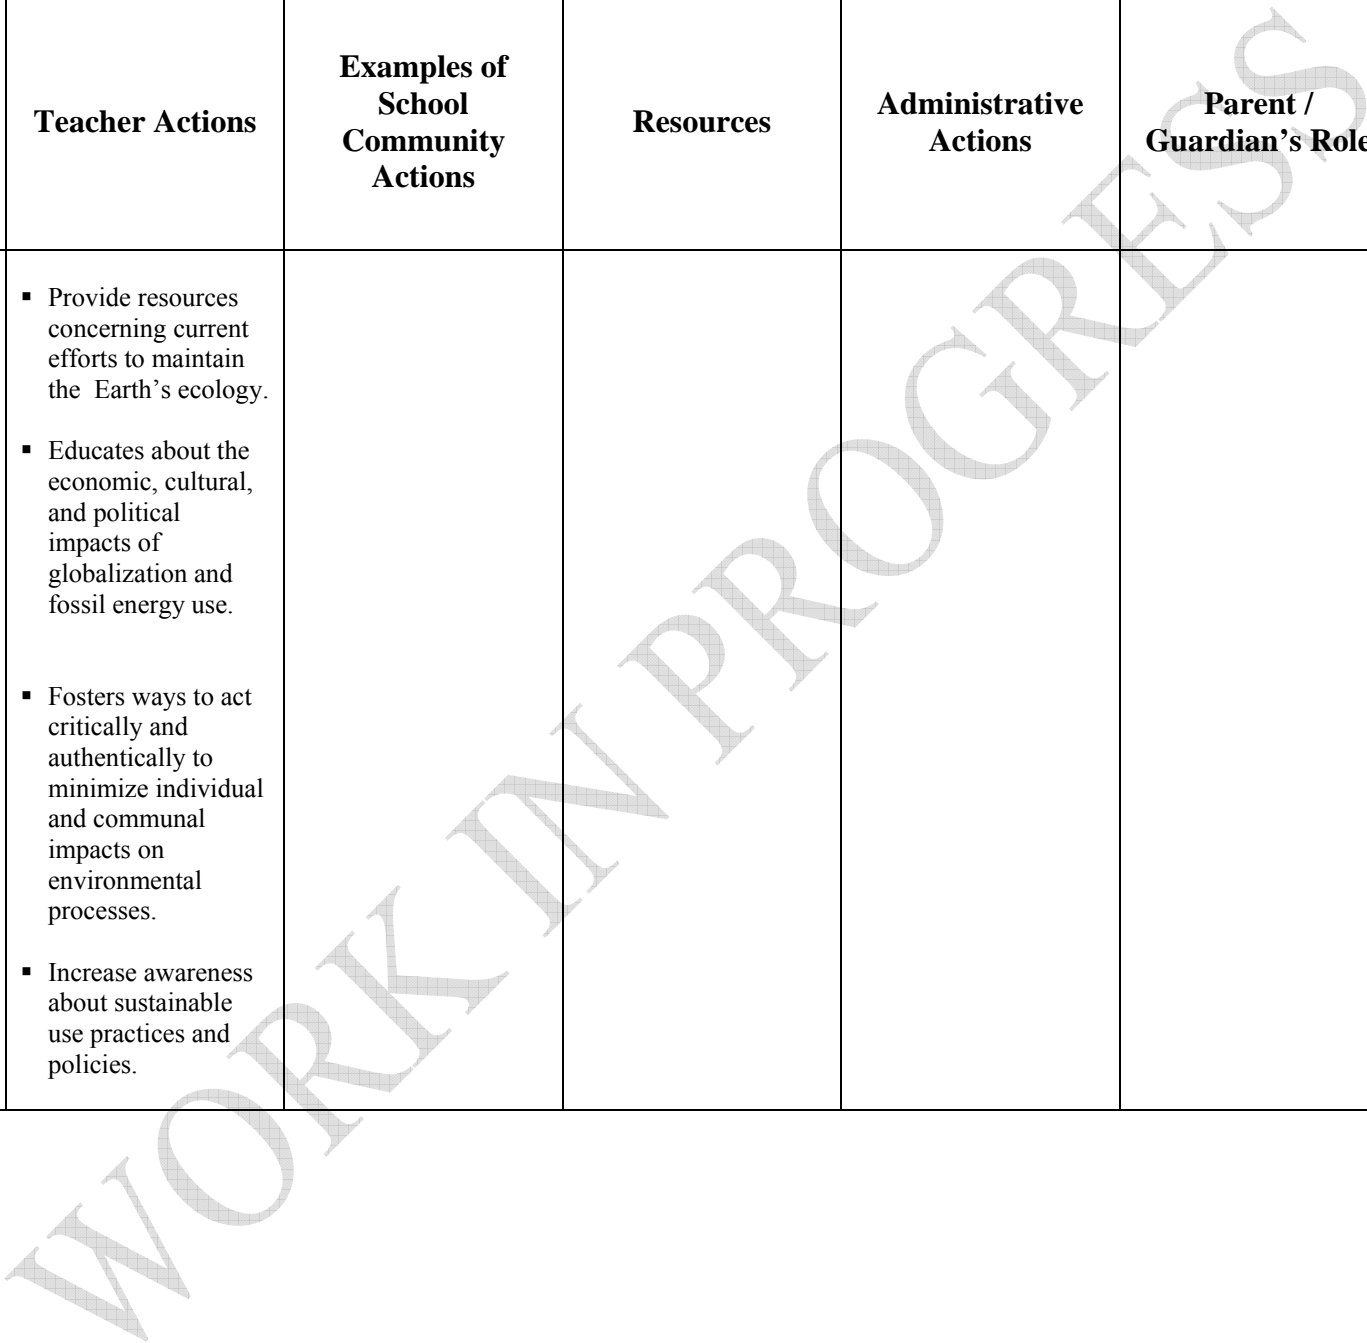 Teacher Actions
Examples of
School
Community
Actions
Resources
Administrative
Actions
Parent /
Guardian’s Role
▪ Provide resources
concerning current
efforts to maintain
the  Earth’s ecology.
▪ Educates about the
economic, cultural,
and political
impacts of
globalization and
fossil energy use.
▪ Fosters ways to act
critically and
authentically to
minimize individual
and communal
impacts on
environmental
processes.
▪ Increase awareness
about sustainable
use practices and
policies.
WORK IN PROGRESS